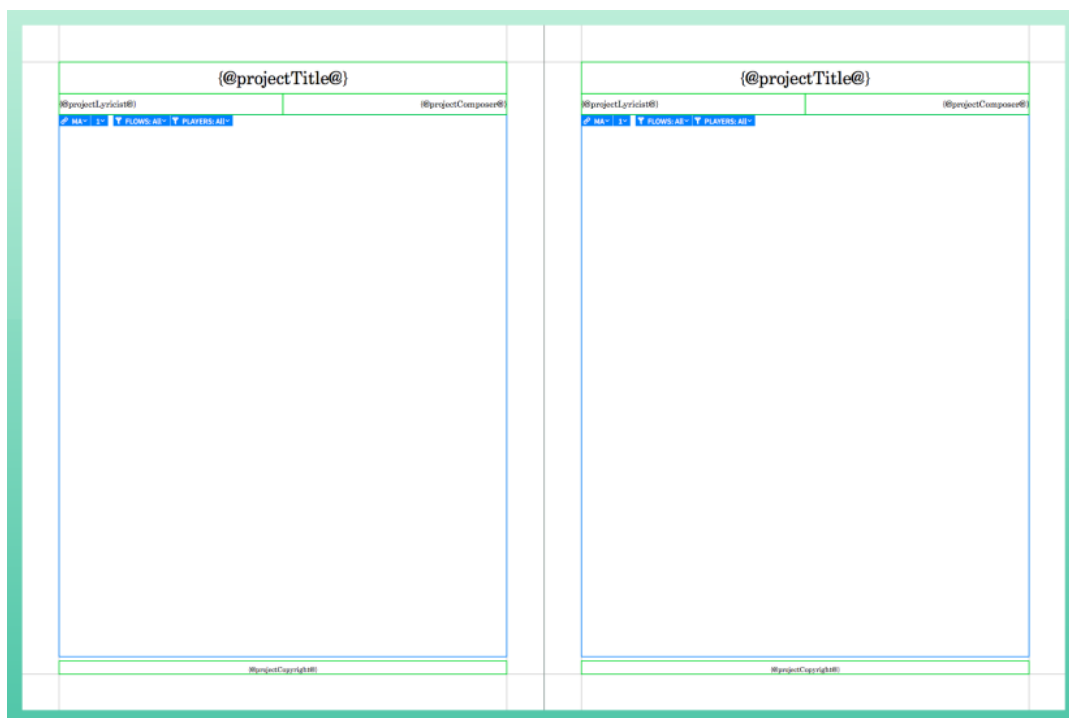 {@projectTitle@}
{@projectLyricist@} {@projectComposer@}
MA 1 FLOWS: All PLAYERS: All
{@projectCopyright@}
{@projectTitle@}
{@projectLyricist@} {@projectComposer@}
MA 1 FLOWS: All PLAYERS: All
{@projectCopyright@}